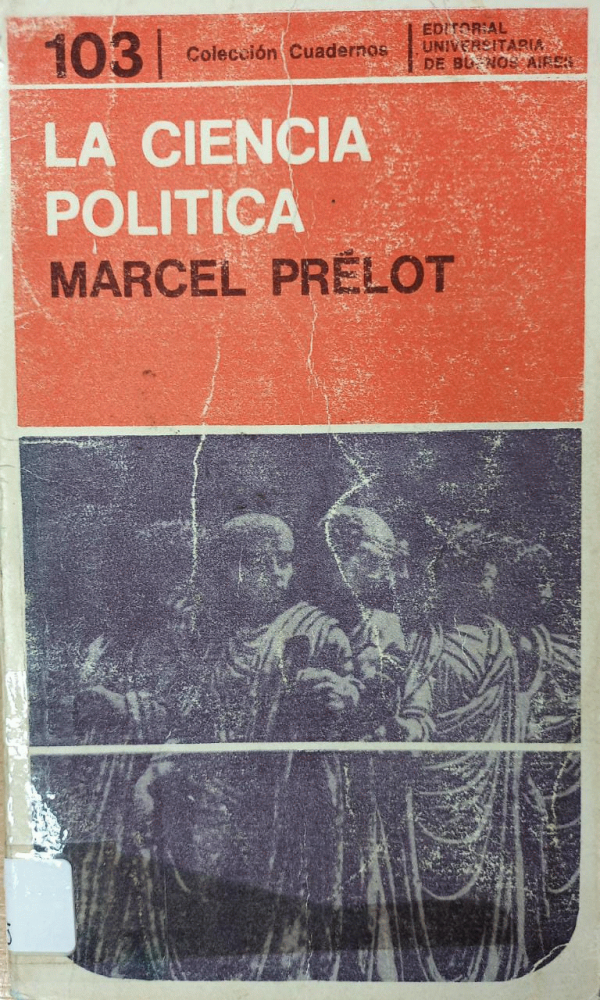 103
Colección Cuadernos
EDITORIAL
UNIVERSITARIA
DE BUENOS AIRES
LA CIENCIA
POLITICA
MARCEL PRÉLOT